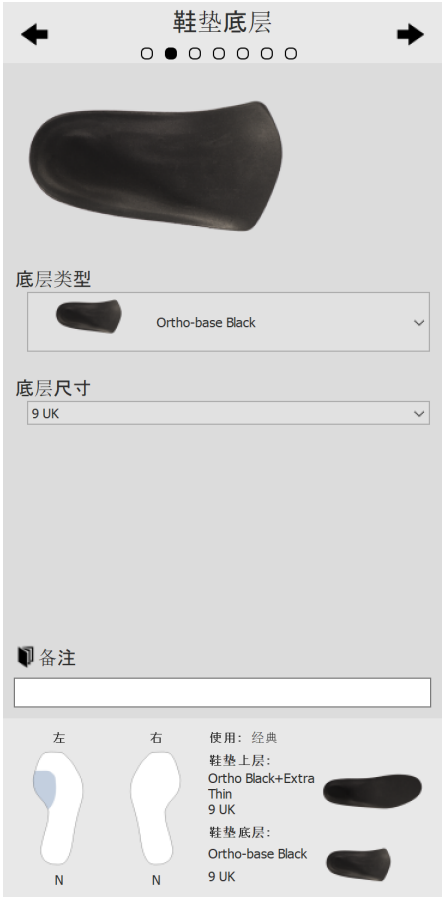 鞋垫底层
底层类型
Ortho-base Black
底层尺寸
9 UK
备注
左
右
N
N
使用: 经典
鞋垫上层:
Ortho Black+Extra
Thin
9 UK
鞋垫底层:
Ortho-base Black
9 UK